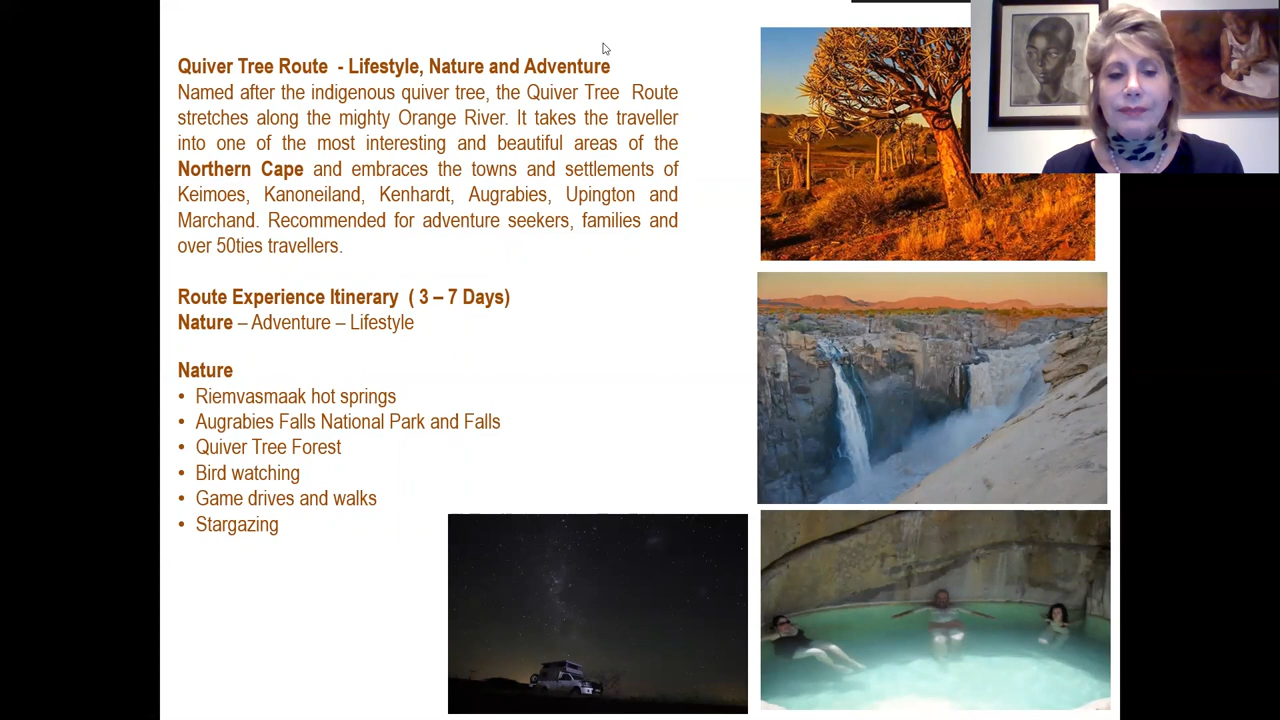 Quiver Tree Route - Lifestyle, Nature and Adventure
Named after the indigenous quiver tree, the Quiver Tree Route
stretches along the mighty Orange River. It takes the traveller
into one of the most interesting and beautiful areas of the
Northern Cape and embraces the towns and settlements of
Keimoes, Kanoneiland, Kenhardt, Augrabies, Upington and
Marchand. Recommended for adventure seekers, families and
over 50ties travellers.
Route Experience Itinerary ( 3 – 7 Days)
Nature – Adventure – Lifestyle
Nature
• Riemvasmaak hot springs
• Augrabies Falls National Park and Falls
• Quiver Tree Forest
• Bird watching
• Game drives and walks
• Stargazing